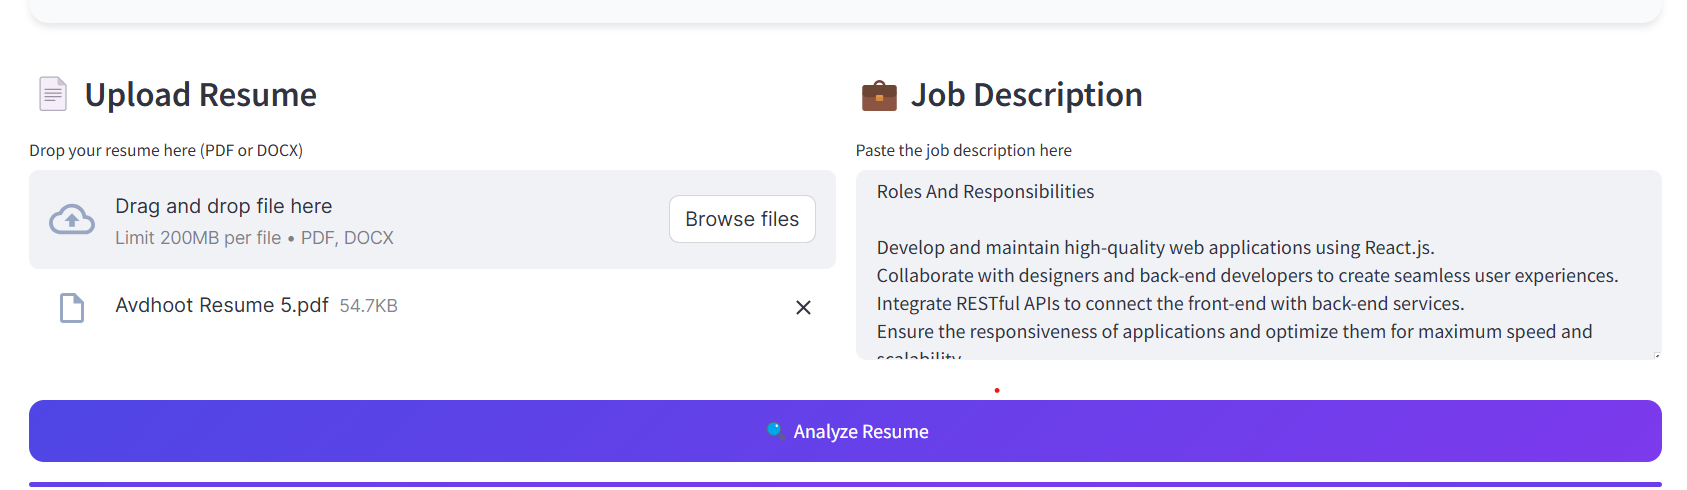 Upload Resume
Drop your resume here (PDF or DOCX)
Drag and drop file here
Limit 200MB per file • PDF, DOCX
Browse files
Avdhoot Resume 5.pdf 54.7KB
Job Description
Paste the job description here
Roles And Responsibilities
Develop and maintain high-quality web applications using React.js.
Collaborate with designers and back-end developers to create seamless user experiences.
Integrate RESTful APIs to connect the front-end with back-end services.
Ensure the responsiveness of applications and optimize them for maximum speed and
scalability.
Analyze Resume